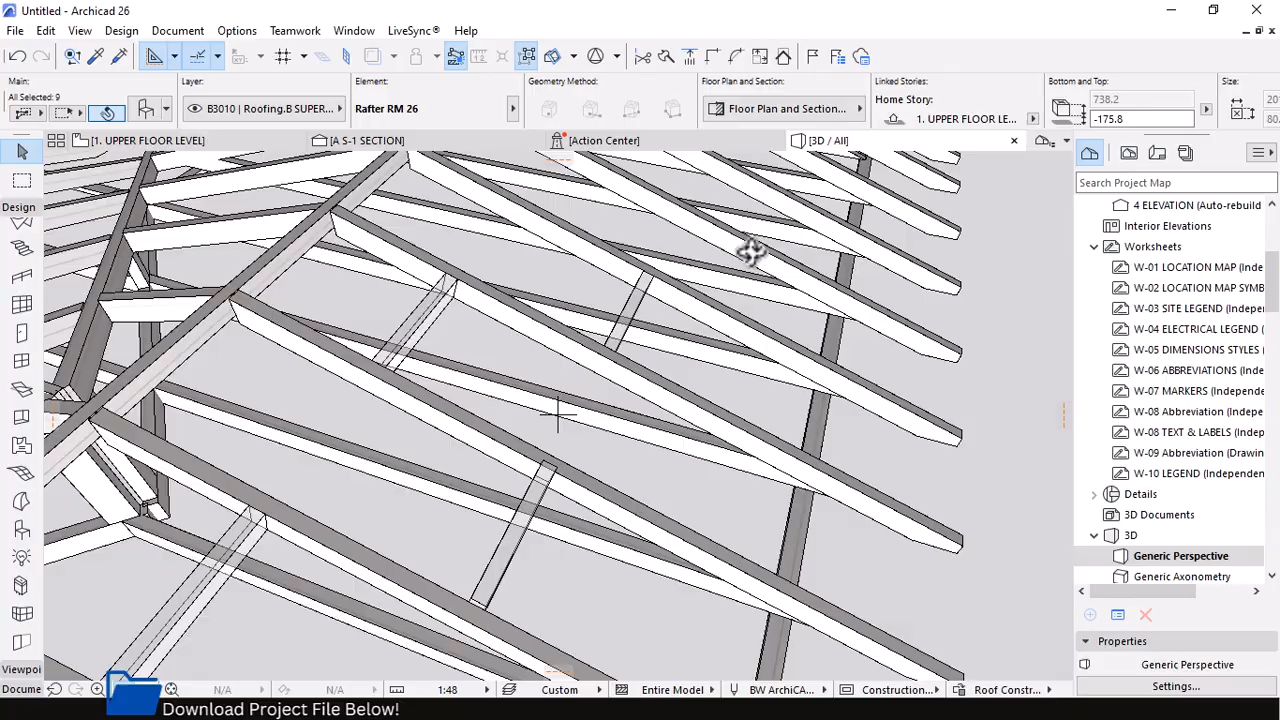 Untitled - Archicad 26
File Edit View Design Document Options Teamwork Window LiveSync® Help
Main: Layer: Element: Geometry Method: Floor Plan and Section: Linked Stories: Bottom and Top: Size:
All Selected: 9
B3010 | Roofing.B SUPER...
Rafter RM 26
Floor Plan and Section...
Home Story:
1. UPPER FLOOR LE...
738.2
-175.8
[1. UPPER FLOOR LEVEL] [A S-1 SECTION] [Action Center] [3D / All]
Design
Search Project Map
4 ELEVATION (Auto-rebuild
Interior Elevations
Worksheets
W-01 LOCATION MAP (Inde
W-02 LOCATION MAP SYMB
W-03 SITE LEGEND (Indepe
W-04 ELECTRICAL LEGEND (
W-05 DIMENSIONS STYLES (
W-06 ABBREVIATIONS (Inde
W-07 MARKERS (Independe
W-08 Abbreviation (Indepe
W-08 TEXT & LABELS (Indep
W-09 Abbreviation (Drawin
W-10 LEGEND (Independent
Details
3D Documents
3D
Generic Perspective
Generic Axonometry
Properties
Generic Perspective
Settings...
Viewpoi
Docume
N/A N/A 1:48 Custom Entire Model BW ArchiCA... Construction... Roof Constr...
Download Project File Below!